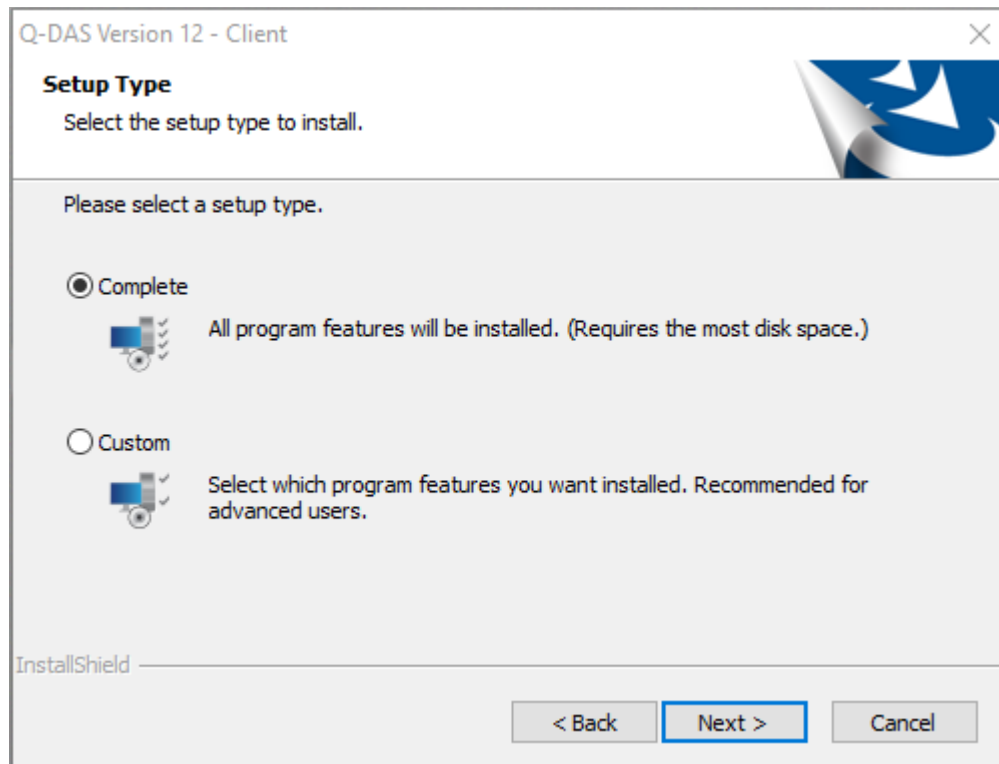 Q-DAS Version 12 - Client
Setup Type
Select the setup type to install.
Please select a setup type.
Complete
All program features will be installed. (Requires the most disk space.)
Custom
Select which program features you want installed. Recommended for
advanced users.
InstallShield
< Back
Next >
Cancel